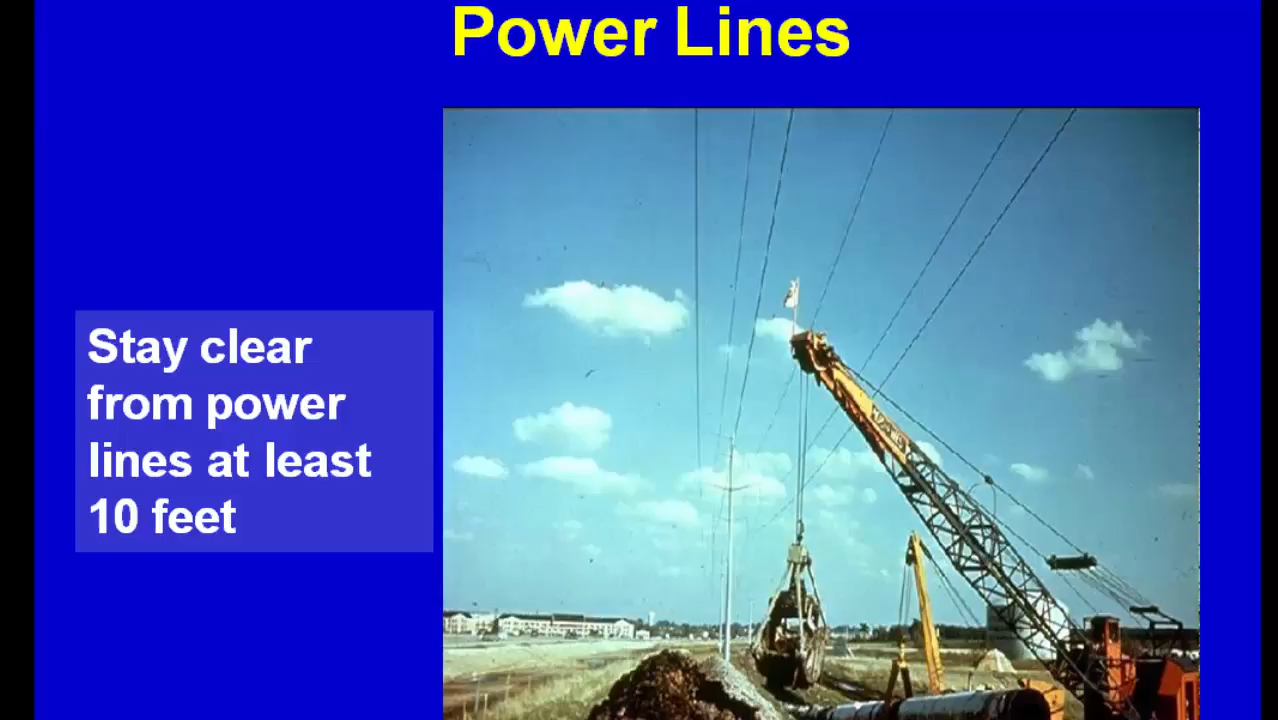 Power Lines
Stay clear
from power
lines at least
10 feet